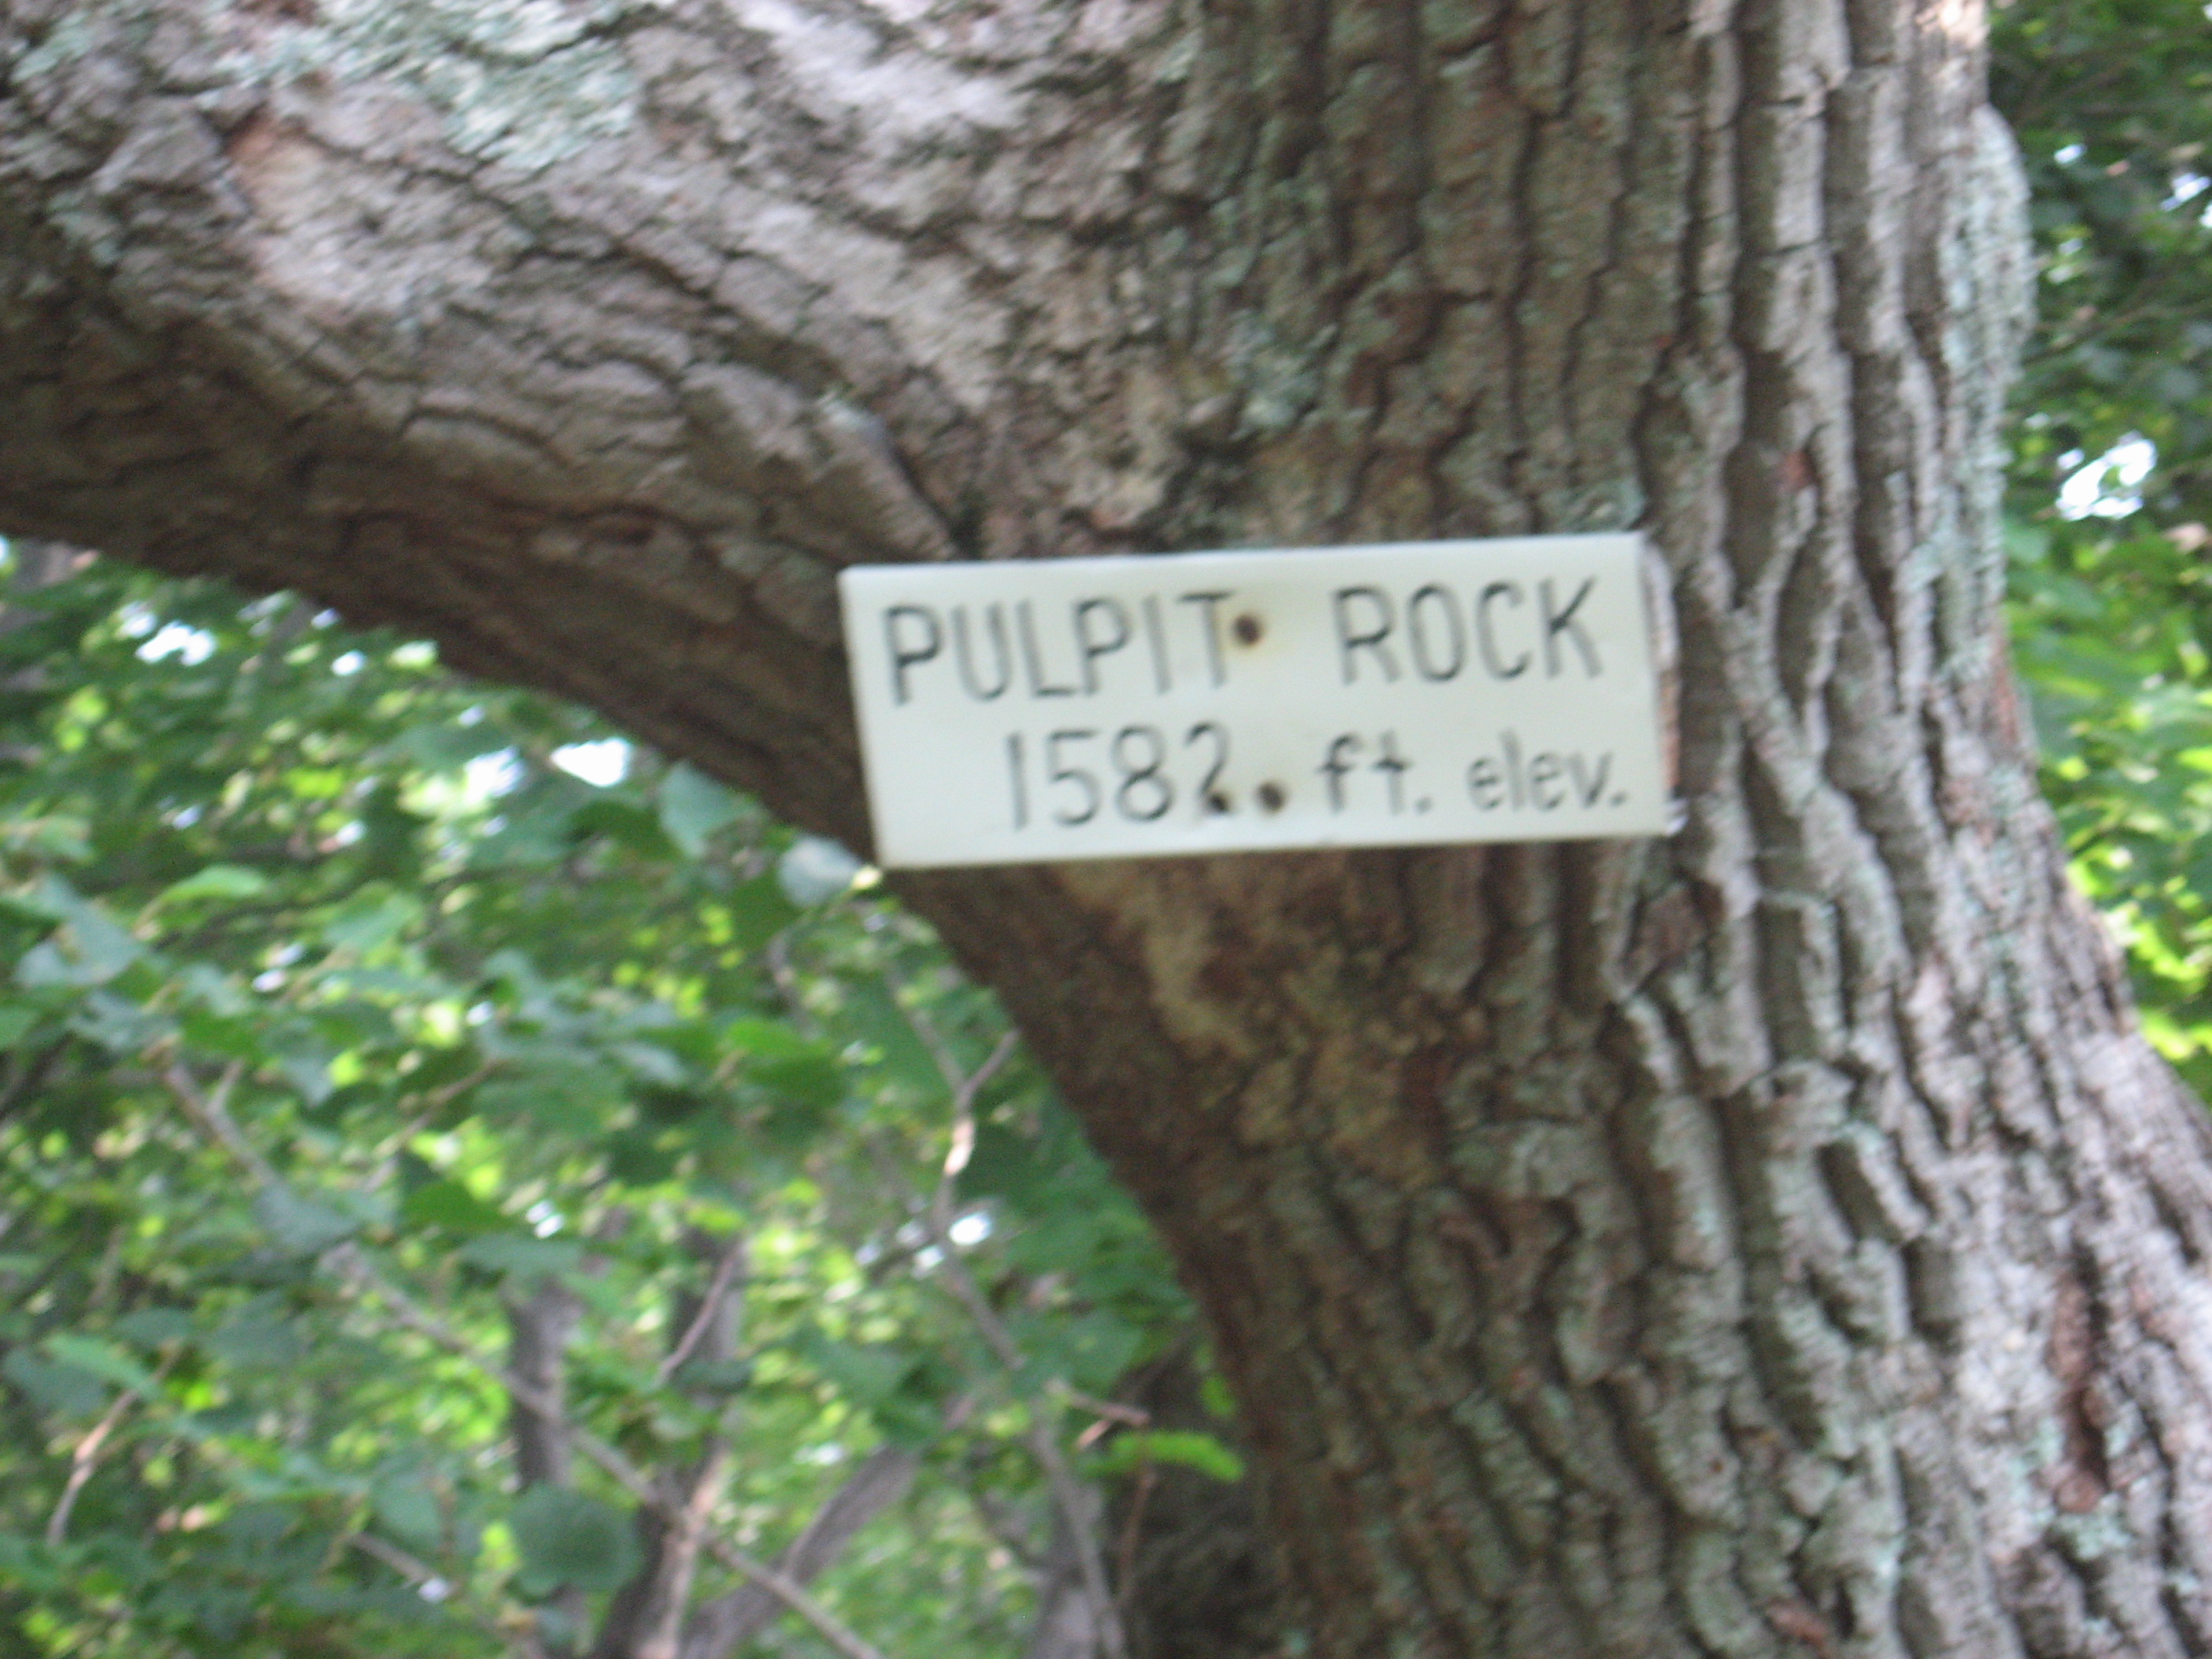 PULPIT ROCK
1582 ft. elev.